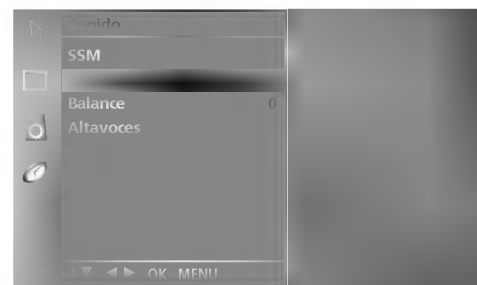 Sonido
SSM
Balance 0
Altavoces
▲▼ ◀ ▶ OK MENU